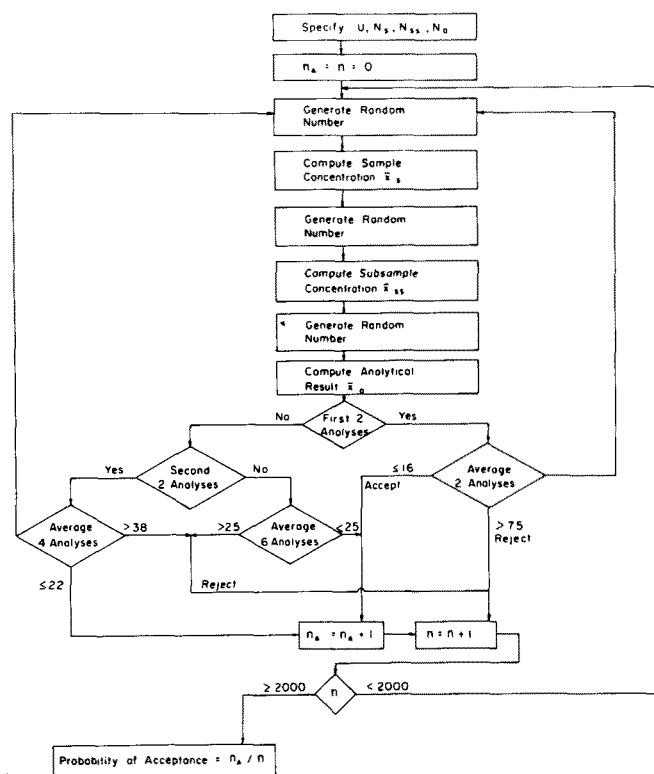 Specify U, N_s, N_ss, N_a
n_A = n = 0
Generate Random
Number
Compute Sample
Concentration x̄_s
Generate Random
Number
Compute Subsample
Concentration x̄_ss
Generate Random
Number
Compute Analytical
Result x̄_a
No
First 2
Analyses
Yes
Yes
Second
2 Analyses
No
≤16
Accept
Average
2 Analyses
Average
4 Analyses
>38
>25
Average
6 Analyses
≤25
>75
Reject
≤22
Reject
n_A = n_A + 1
n = n + 1
≥2000
n
<2000
Probability of Acceptance = n_A / n